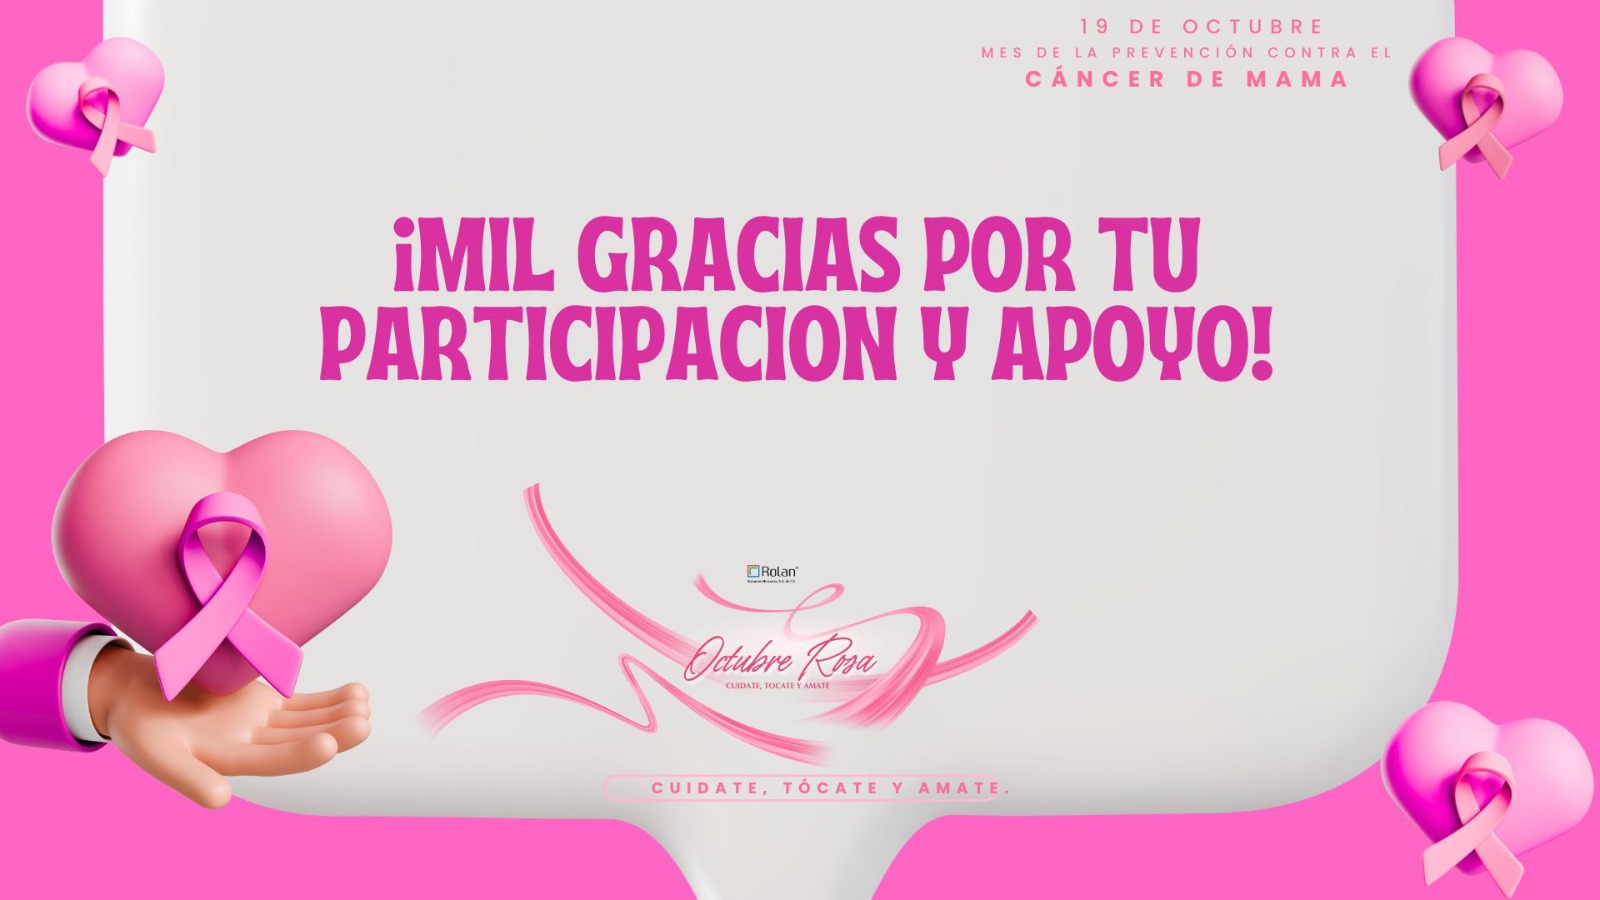 19 DE OCTUBRE
MES DE LA PREVENCIÓN CONTRA EL
CÁNCER DE MAMA
¡MIL GRACIAS POR TU
PARTICIPACION Y APOYO!
Rolan
Octubre Rosa
CUIDATE, TOCATE Y AMATE
CUIDATE, TÓCATE Y AMATE.